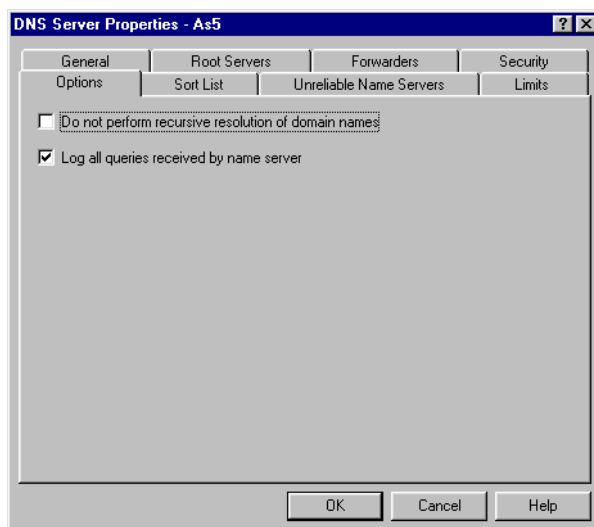 DNS Server Properties - As5
General Root Servers Forwarders Security
Options Sort List Unreliable Name Servers Limits
Do not perform recursive resolution of domain names
Log all queries received by name server
OK Cancel Help